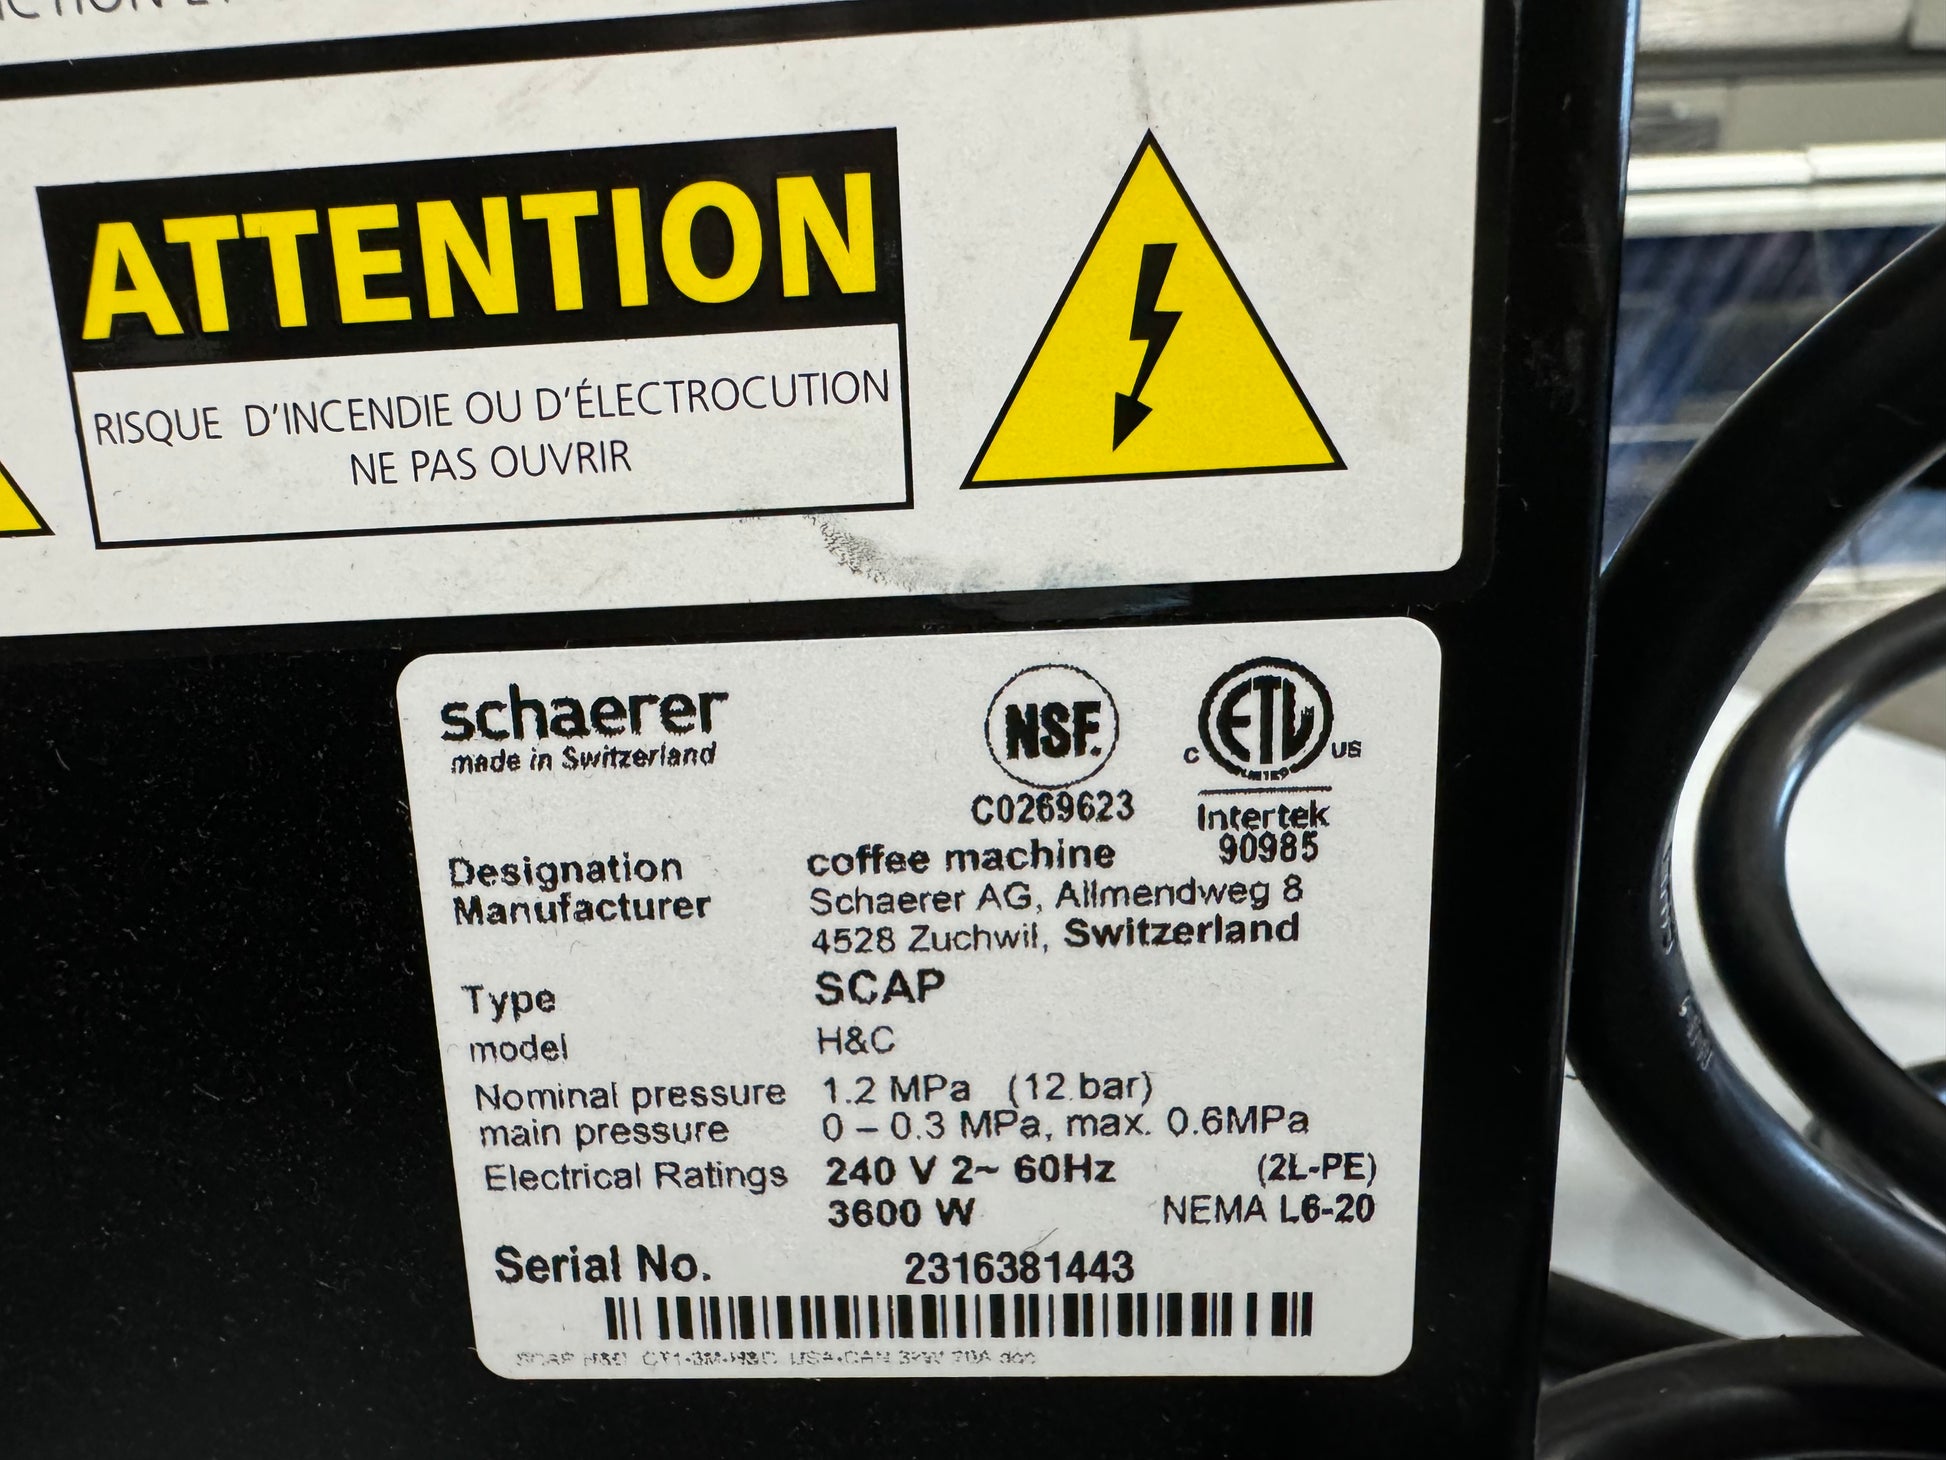 ATTENTION
RISQUE D'INCENDIE OU D'ÉLECTROCUTION
NE PAS OUVRIR
schaerer
made in Switzerland
NSF.
C0269623
C ETL US
Intertek
90985
Designation coffee machine
Manufacturer Schaerer AG, Allmendweg 8
4528 Zuchwil, Switzerland
Type SCAP
model H&C
Nominal pressure 1.2 MPa (12 bar)
main pressure 0 – 0.3 MPa, max. 0.6MPa
Electrical Ratings 240 V 2~ 60Hz (2L-PE)
3600 W NEMA L6-20
Serial No. 2316381443